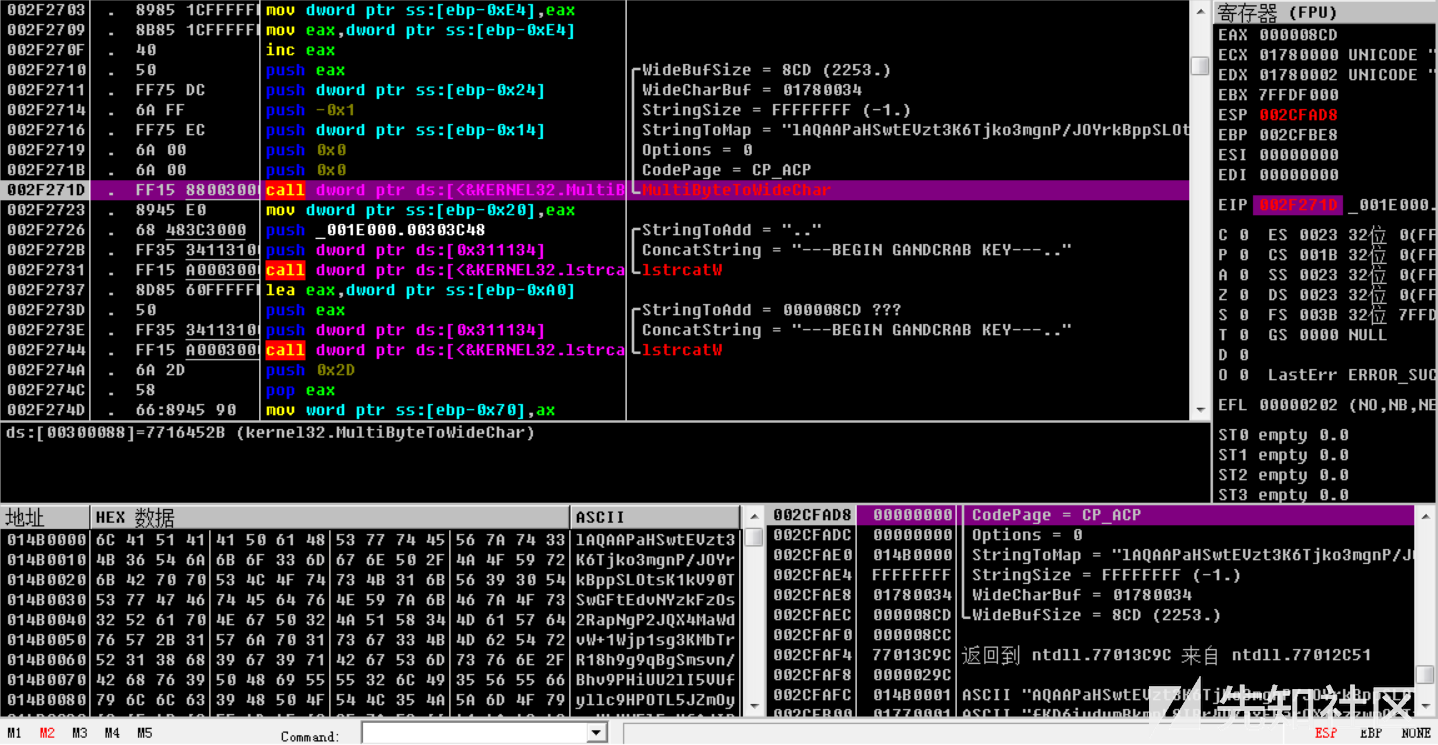 002F2703 . 8985 1CFFFFFF mov dword ptr ss:[ebp-0xE4],eax
002F2709 . 8B85 1CFFFFFF mov eax,dword ptr ss:[ebp-0xE4]
002F270F . 40 inc eax
002F2710 . 50 push eax WideBufSize = 8CD (2253.)
002F2711 . FF75 DC push dword ptr ss:[ebp-0x24] WideCharBuf = 01780034
002F2714 . 6A FF push -0x1 StringSize = FFFFFFFF (-1.)
002F2716 . FF75 EC push dword ptr ss:[ebp-0x14] StringToMap = "lAQAAPaHSwtEVzt3K6Tjko3mgnP/JOYrkBppSLOt
002F2719 . 6A 00 push 0x0 Options = 0
002F271B . 6A 00 push 0x0 CodePage = CP_ACP
002F271D . FF15 88003000 call dword ptr ds:[<&KERNEL32.MultiB MultiByteToWideChar
002F2723 . 8945 E0 mov dword ptr ss:[ebp-0x20],eax
002F2726 . 68 483C3000 push _001E000.00303C48 StringToAdd = ".."
002F272B . FF35 34113100 push dword ptr ds:[0x311134] ConcatString = "---BEGIN GANDCRAB KEY---.."
002F2731 . FF15 A0003000 call dword ptr ds:[<&KERNEL32.lstrca lstrcatW
002F2737 . 8D85 60FFFFFF lea eax,dword ptr ss:[ebp-0xA0]
002F273D . 50 push eax StringToAdd = 000008CD ???
002F273E . FF35 34113100 push dword ptr ds:[0x311134] ConcatString = "---BEGIN GANDCRAB KEY---.."
002F2744 . FF15 A0003000 call dword ptr ds:[<&KERNEL32.lstrca lstrcatW
002F274A . 6A 2D push 0x2D
002F274C . 58 pop eax
002F274D . 66:8945 90 mov word ptr ss:[ebp-0x70],ax
ds:[00300088]=7716452B (kernel32.MultiByteToWideChar)
寄存器 (FPU)
EAX 000008CD
ECX 01780000 UNICODE "
EDX 01780002 UNICODE "
EBX 7FFDF000
ESP 002CFAD8
EBP 002CFBE8
ESI 00000000
EDI 00000000
EIP 002F271D _001E000.
C 0 ES 0023 32位 0(FF
P 0 CS 001B 32位 0(FF
A 0 SS 0023 32位 0(FF
Z 0 DS 0023 32位 0(FF
S 0 FS 003B 32位 7FFD
T 0 GS 0000 NULL
D 0
O 0 LastErr ERROR_SUC
EFL 00000202 (NO,NB,NE
ST0 empty 0.0
ST1 empty 0.0
ST2 empty 0.0
ST3 empty 0.0
地址 HEX 数据 ASCII
014B0000 6C 41 51 41 41 50 61 48 53 77 74 45 56 7A 74 33 lAQAAPaHSwtEVzt3
014B0010 4B 36 54 6A 6B 6F 33 6D 67 6E 50 2F 4A 4F 59 72 K6Tjko3mgnP/JOYr
014B0020 6B 42 70 70 53 4C 4F 74 73 4B 31 6B 56 39 30 54 kBppSLOtsK1kV90T
014B0030 53 77 47 46 74 45 64 76 4E 59 7A 6B 46 7A 4F 73 SwGFtEdvNYzkFzOs
014B0040 32 52 61 70 4E 67 50 32 4A 51 58 34 4D 61 57 64 2RapNgP2JQX4MaWd
014B0050 76 57 2B 31 57 6A 70 31 73 67 33 4B 4D 62 54 72 vW+1Wjp1sg3KMbTr
014B0060 52 31 38 68 39 67 39 71 42 67 53 6D 73 76 6E 2F R18h9g9qBgSmsvn/
014B0070 42 68 76 39 50 48 69 55 55 32 6C 49 35 56 55 66 Bhv9PHiUU2lI5VUf
014B0080 79 6C 6C 63 39 48 50 4F 54 4C 35 4A 5A 6D 4F 79 yllc9HPOTL5JZmOy
002CFAD8 00000000 CodePage = CP_ACP
002CFADC 00000000 Options = 0
002CFAE0 014B0000 StringToMap = "lAQAAPaHSwtEVzt3K6Tjko3mgnP/J
002CFAE4 FFFFFFFF StringSize = FFFFFFFF (-1.)
002CFAE8 01780034 WideCharBuf = 01780034
002CFAEC 000008CD WideBufSize = 8CD (2253.)
002CFAF0 000008CC
002CFAF4 77013C9C 返回到 ntdll.77013C9C 来自 ntdll.77012C51
002CFAF8 0000029C
002CFAFC 014B0001 ASCII "AQAAPaHSwtEVzt3K6Tjko3mgnP/JOYrkBppSLO
002CFB00 01770001 ASCII
先知社区
M1 M2 M3 M4 M5 Command: ESP EBP NONE